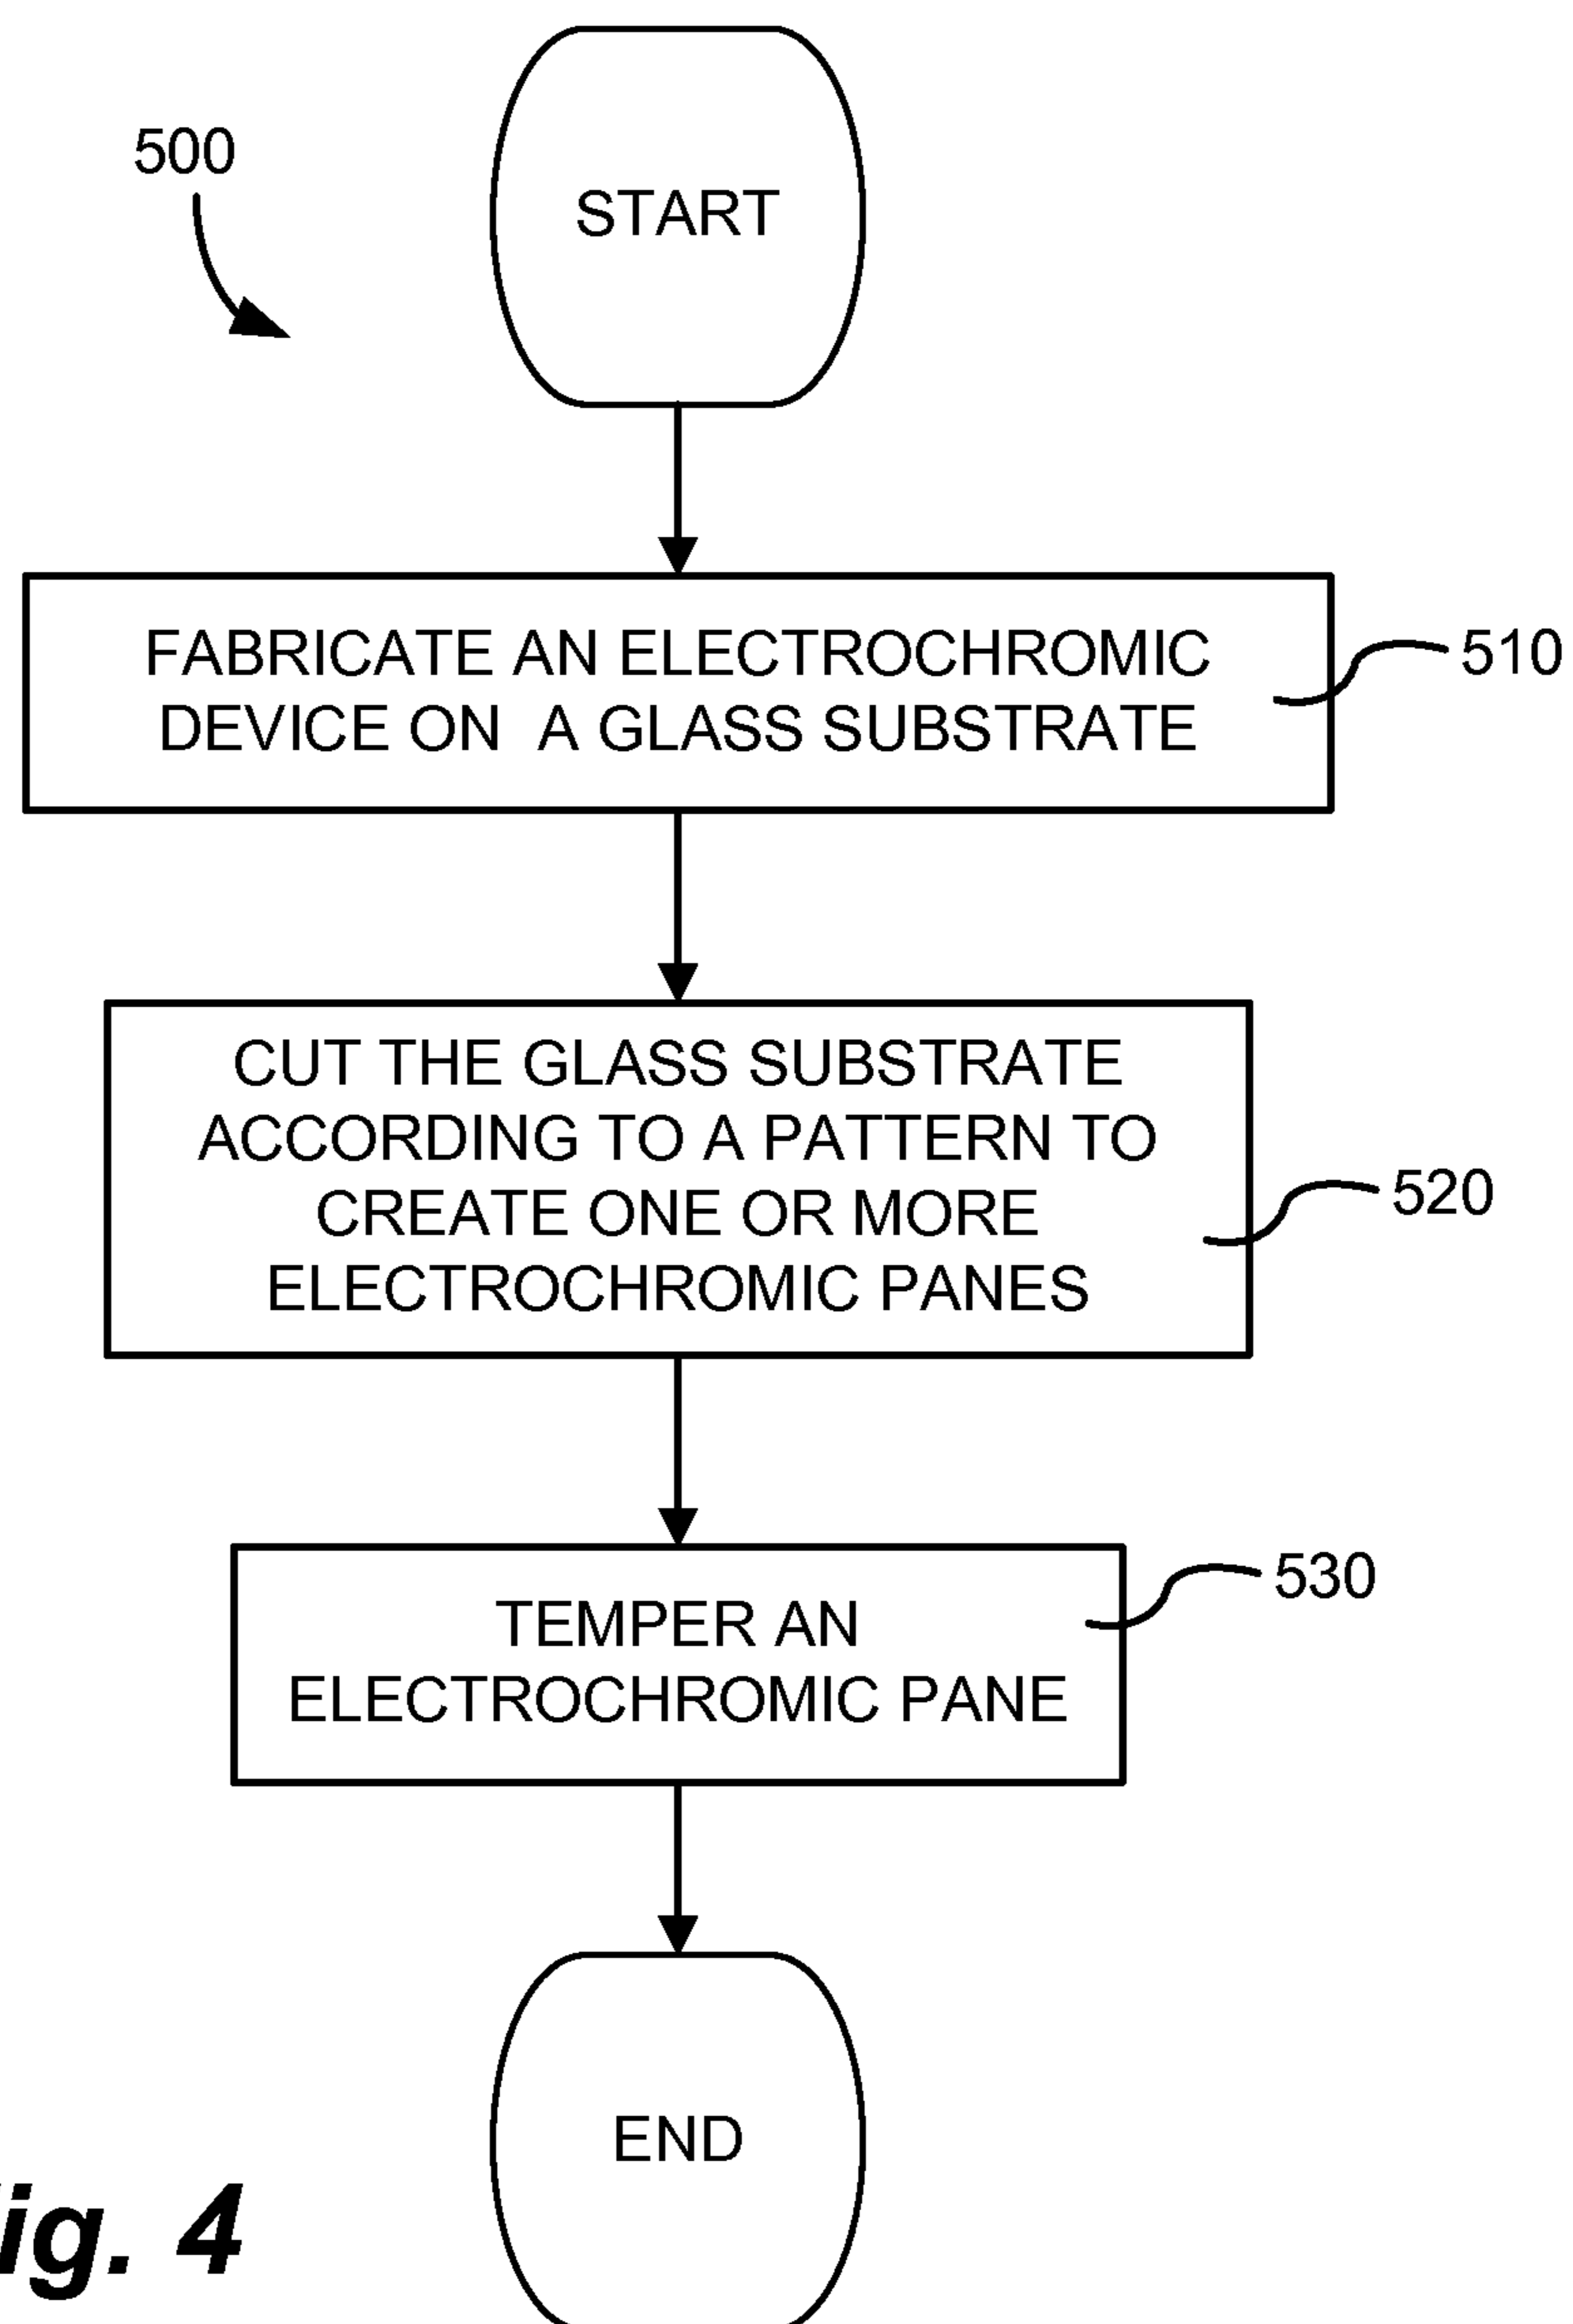 500
START
FABRICATE AN ELECTROCHROMIC
DEVICE ON A GLASS SUBSTRATE
510
CUT THE GLASS SUBSTRATE
ACCORDING TO A PATTERN TO
CREATE ONE OR MORE
ELECTROCHROMIC PANES
520
TEMPER AN
ELECTROCHROMIC PANE
530
END
ig. 4